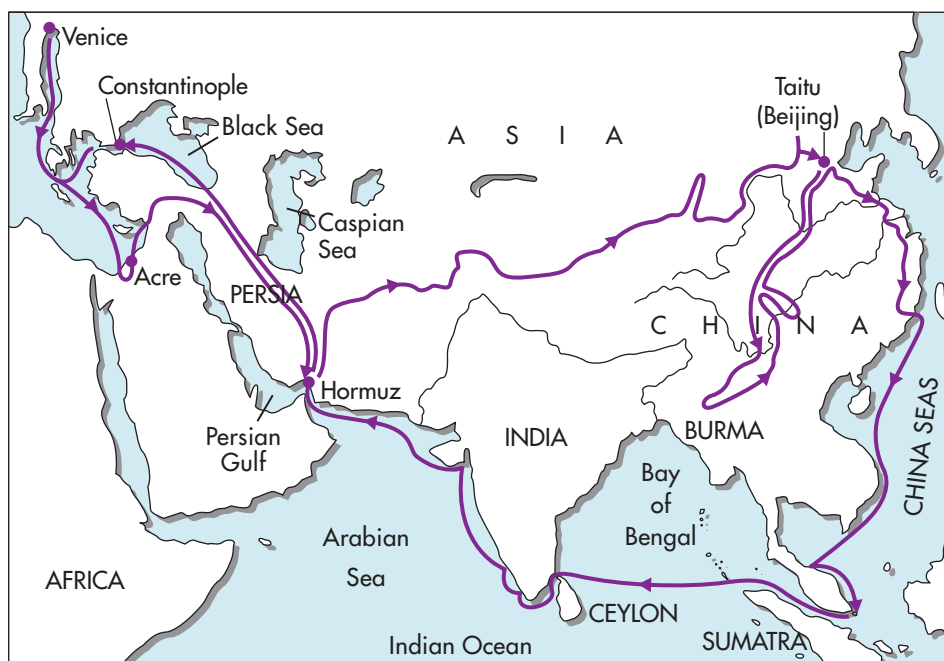 Venice
Constantinople
Black Sea
A S I A
Taitu
(Beijing)
Caspian
Sea
Acre
PERSIA
C H I N A
Hormuz
Persian
Gulf
INDIA
BURMA
CHINA SEAS
Bay
of
Bengal
Arabian
Sea
AFRICA
CEYLON
SUMATRA
Indian Ocean